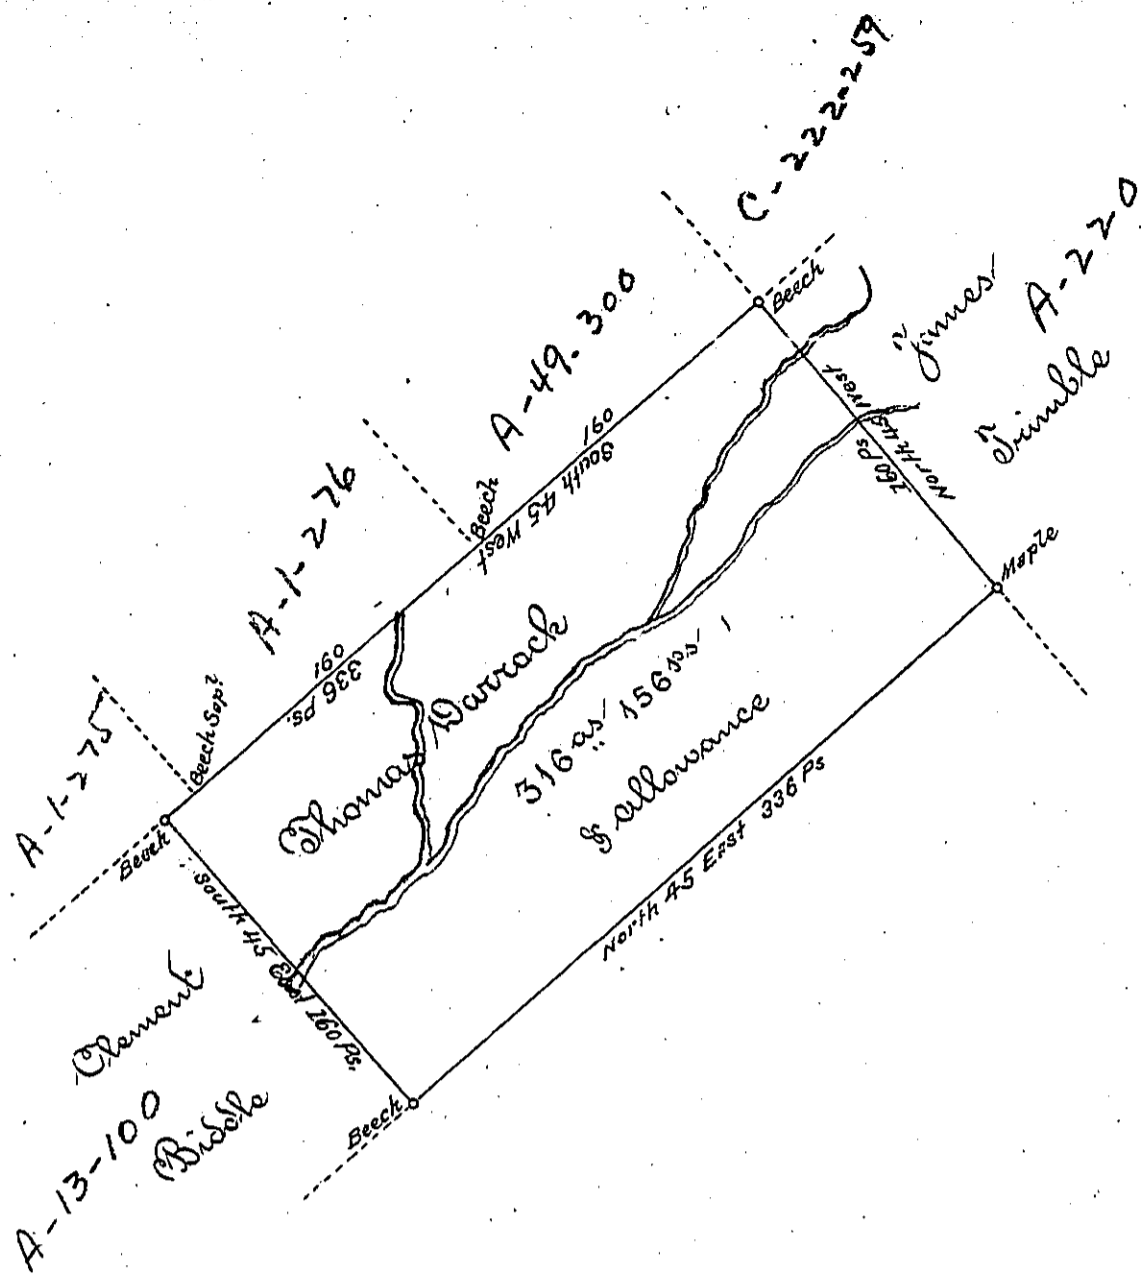 C-222-259
A-220
James
Trimble
Beech
North 45 West
160 Ps
A-49-300
South 45 West
160
Beech
A-1-276
160
336 Ps.
Beech Sap?
A-1-275
Beech
Thomas Warrock
316 as 156 ps
& allowance
Maple
North 45 East 336 Ps
South 45 East 160 Ps.
Beech
Clement
Biddle
A-13-100